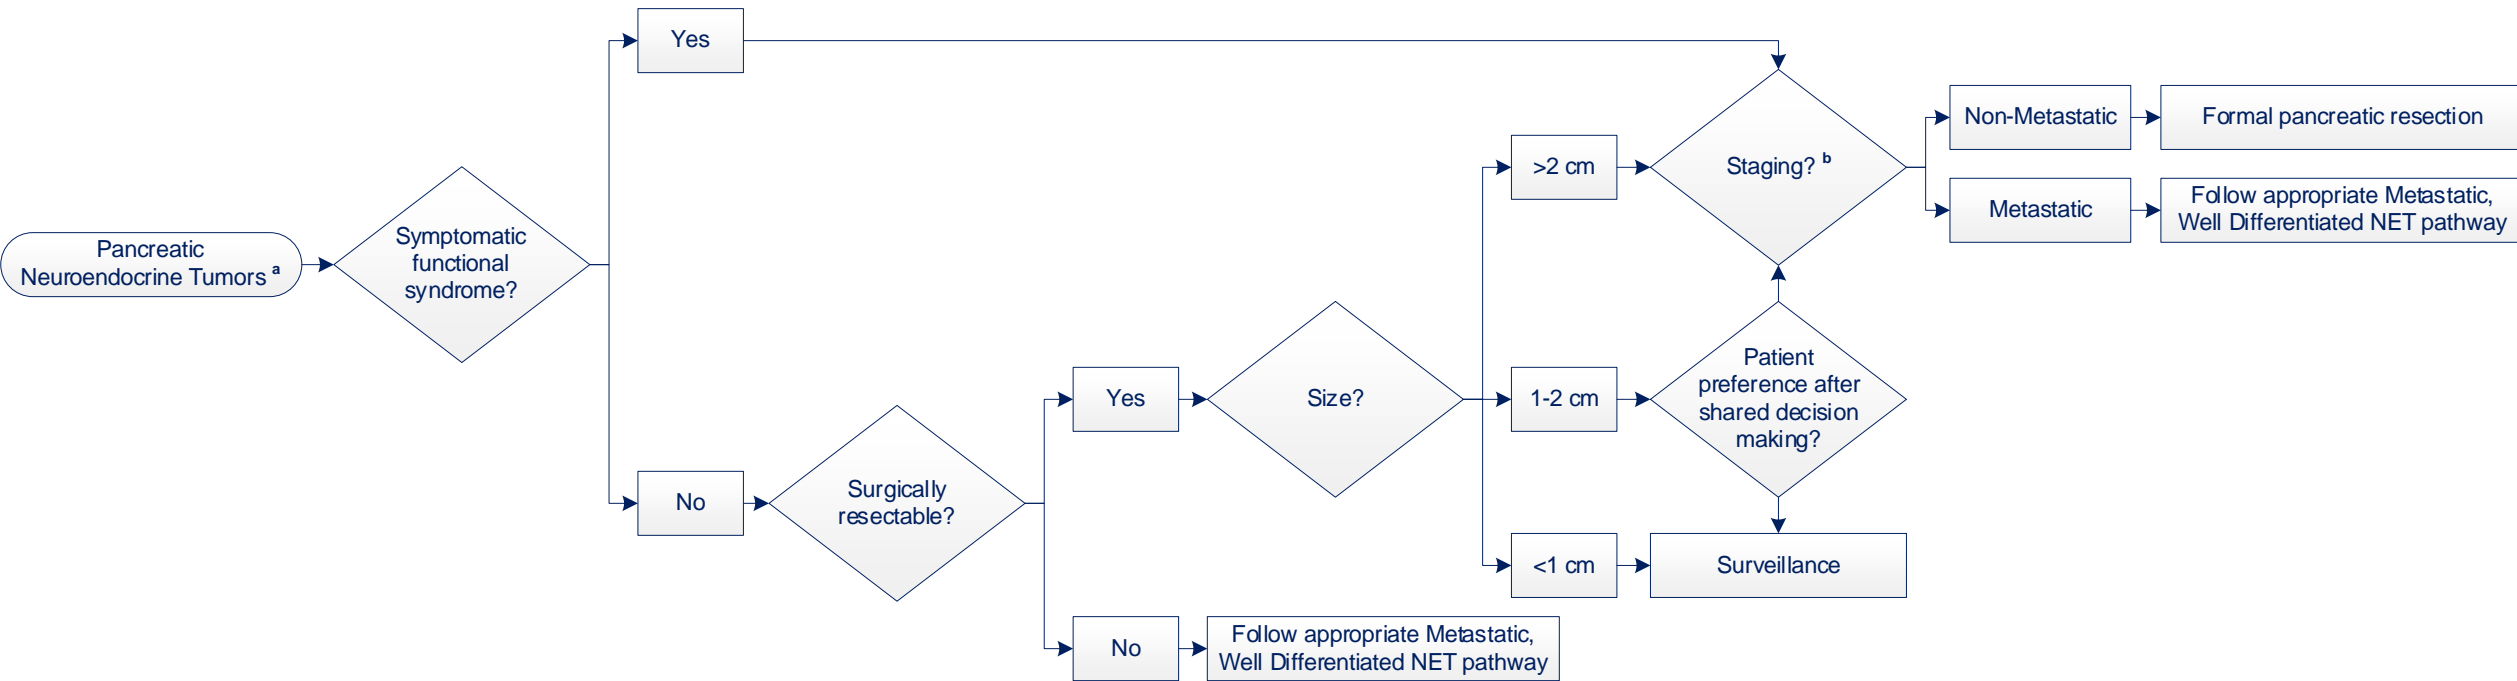 Pancreatic
Neuroendocrine Tumors a
Symptomatic
functional
syndrome?
Yes
No
Surgically
resectable?
Yes
No
Follow appropriate Metastatic,
Well Differentiated NET pathway
Size?
>2 cm
1-2 cm
<1 cm
Staging? b
Patient
preference after
shared decision
making?
Surveillance
Non-Metastatic
Formal pancreatic resection
Metastatic
Follow appropriate Metastatic,
Well Differentiated NET pathway